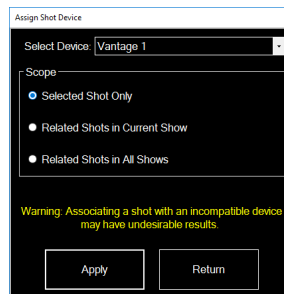 Assign Shot Device
Select Device: Vantage 1
Scope
Selected Shot Only
Related Shots in Current Show
Related Shots in All Shows
Warning: Associating a shot with an incompatible device
may have undesirable results.
Apply Return